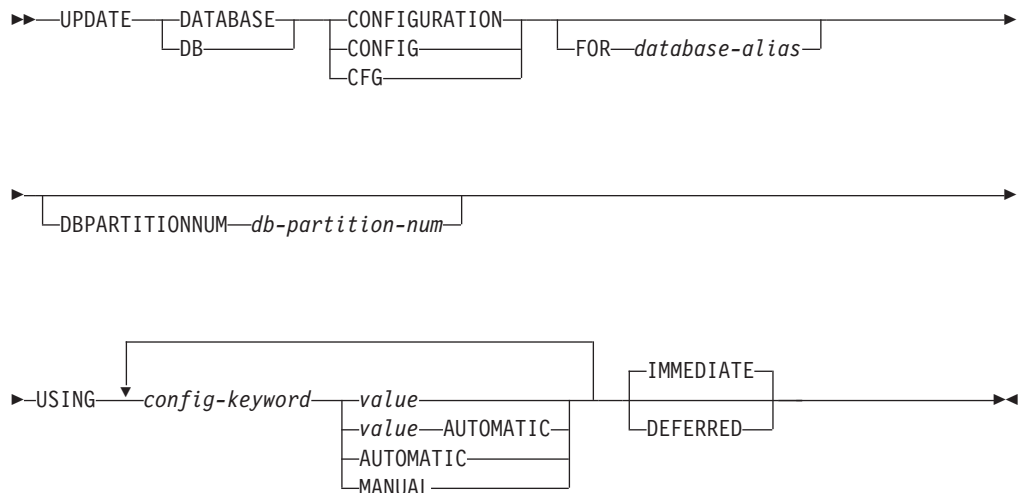 UPDATE DATABASE CONFIGURATION
DB CONFIG FOR database-alias
CFG
DBPARTITIONNUM db-partition-num
IMMEDIATE
USING config-keyword value
value AUTOMATIC DEFERRED
AUTOMATIC
MANUAL